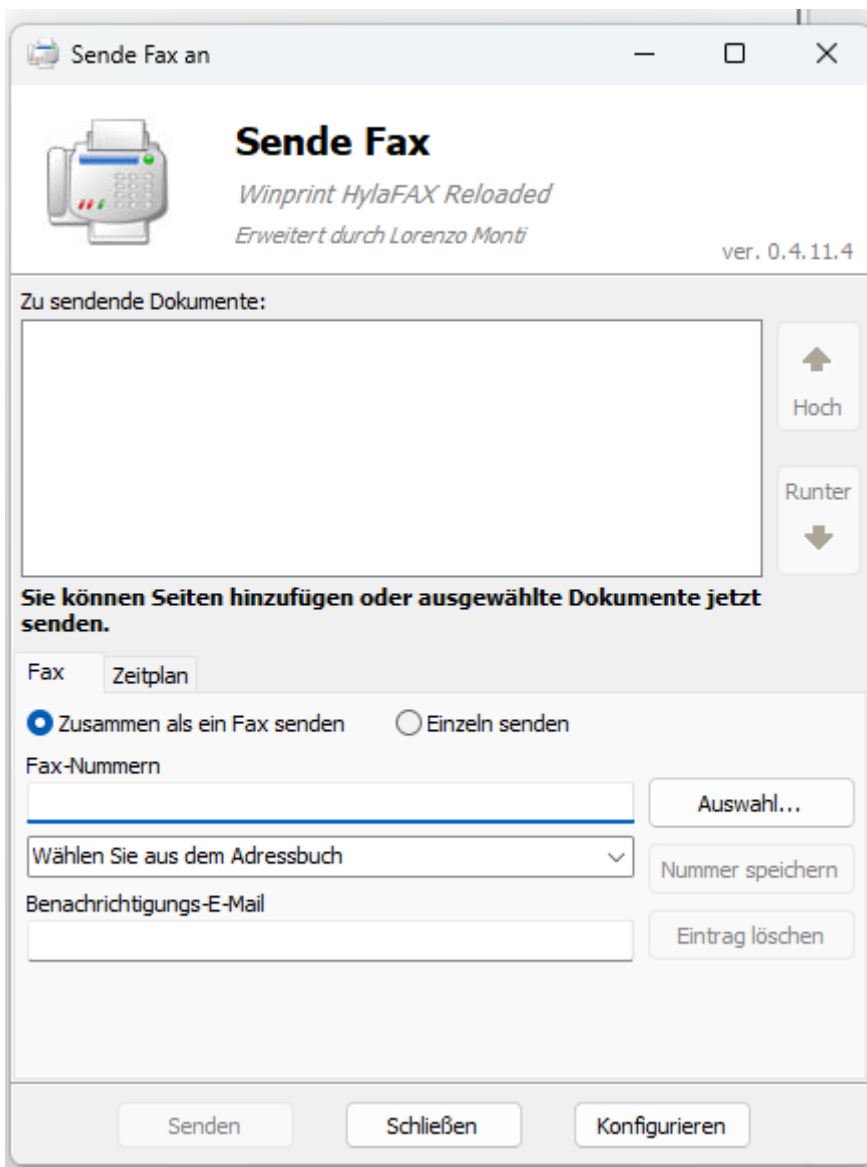 Sende Fax an
Sende Fax
Winprint HylaFAX Reloaded
Erweitert durch Lorenzo Monti
ver. 0.4.11.4
Zu sendende Dokumente:
Hoch
Runter
Sie können Seiten hinzufügen oder ausgewählte Dokumente jetzt
senden.
Fax
Zeitplan
Zusammen als ein Fax senden
Einzeln senden
Fax-Nummern
Auswahl...
Wählen Sie aus dem Adressbuch
Nummer speichern
Benachrichtigungs-E-Mail
Eintrag löschen
Senden
Schließen
Konfigurieren